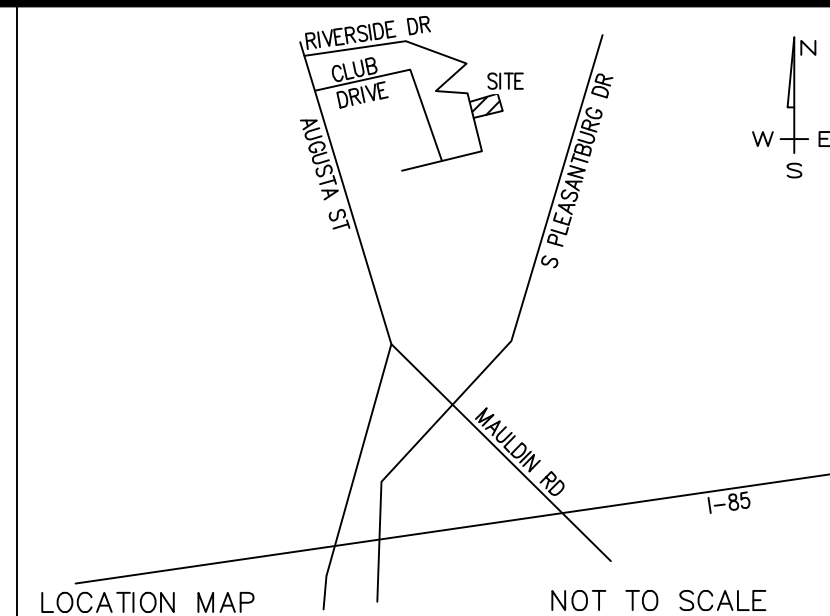 RIVERSIDE DR
CLUB
DRIVE
SITE
AUGUSTA ST
S PLEASANTBURG DR
N
W E
S
MAULDIN RD
I-85
LOCATION MAP
NOT TO SCALE